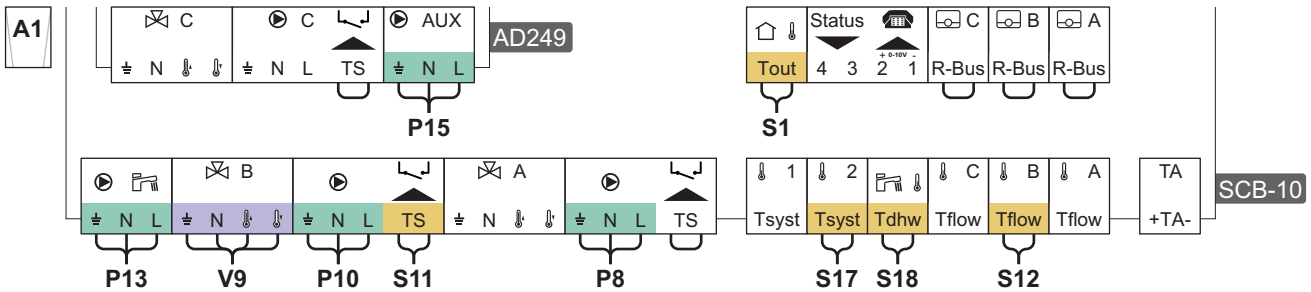 A1
C
C
AUX
AD249
Status
C
B
A
N
N L
TS
N L
Tout
4 3
2 1
+ 0-10V -
R-Bus
R-Bus
R-Bus
P15
S1
B
A
1
2
C
B
A
TA
SCB-10
N L
N
N L
TS
N
N L
TS
Tsyst
Tsyst
Tdhw
Tflow
Tflow
Tflow
+TA-
P13
V9
P10
S11
P8
S17
S18
S12